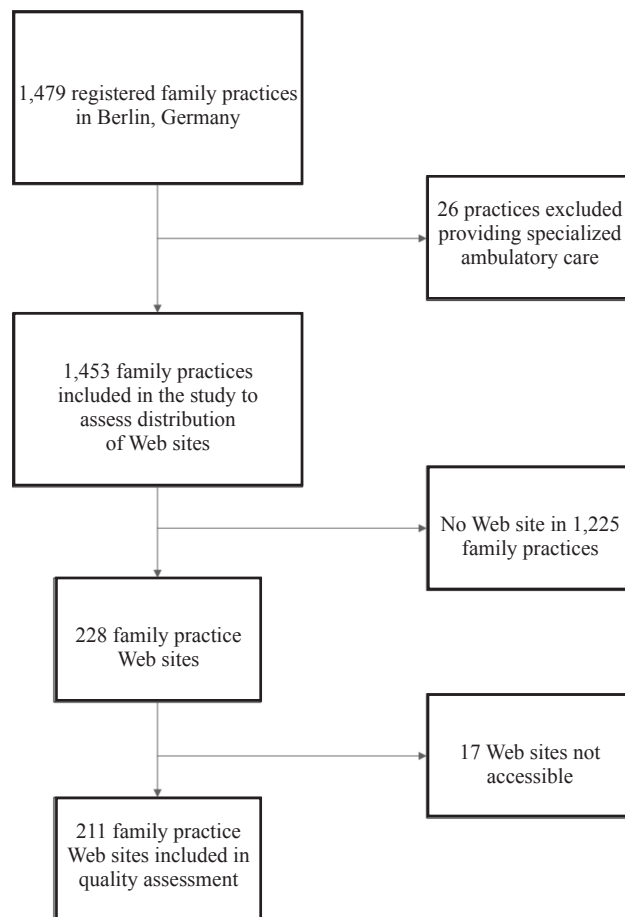 1,479 registered family practices
in Berlin, Germany
26 practices excluded
providing specialized
ambulatory care
1,453 family practices
included in the study to
assess distribution
of Web sites
No Web site in 1,225
family practices
228 family practice
Web sites
17 Web sites not
accessible
211 family practice
Web sites included in
quality assessment